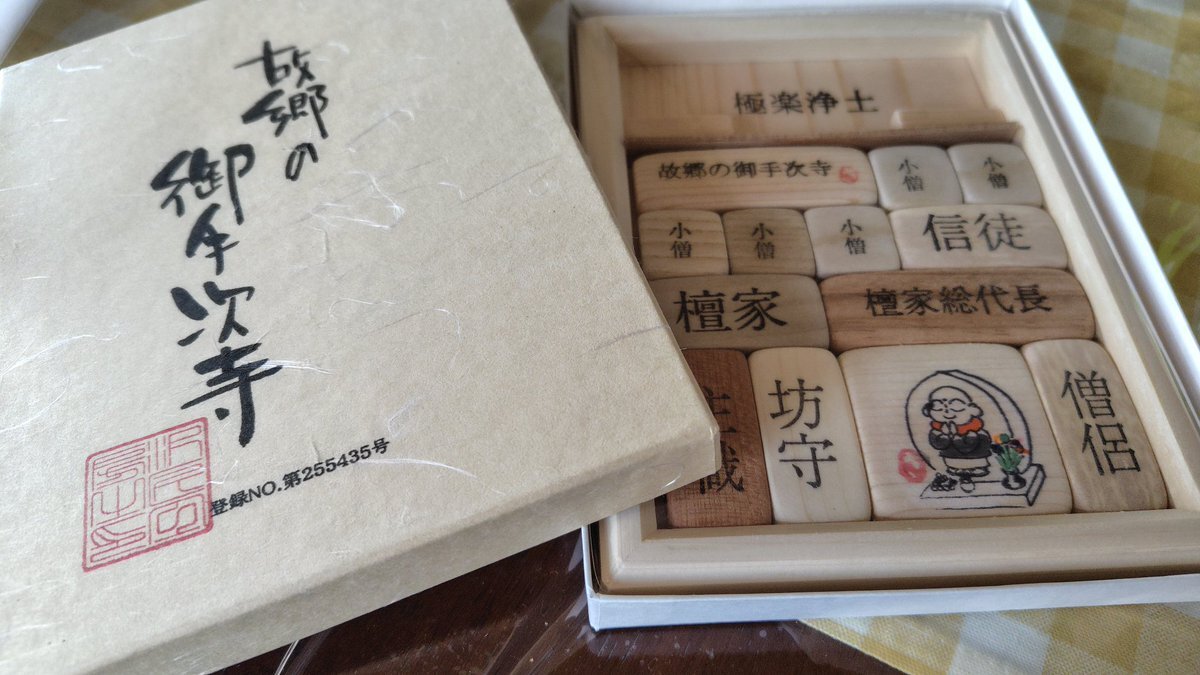 故郷の
御手次寺
登録NO.第255435号
極楽浄土
故郷の御手次寺
小僧
小僧
小僧
小僧
小僧
信徒
檀家
檀家総代長
住職
坊守
僧侶